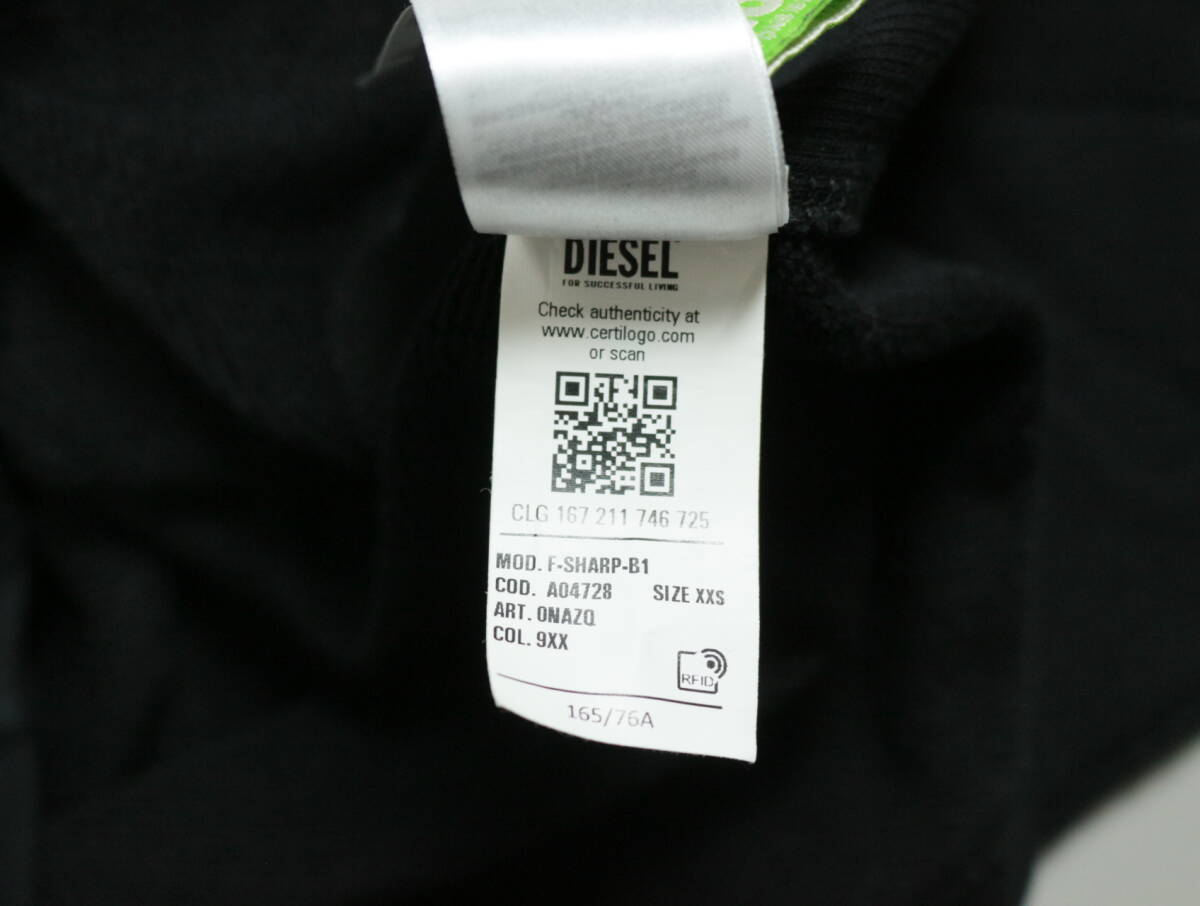 DIESEL
FOR SUCCESSFUL LIVING
Check authenticity at
www.certilogo.com
or scan
CLG 167 211 746 725
MOD. F-SHARP-B1
COD. A04728 SIZE XXS
ART. 0NAZQ
COL. 9XX
RFID
165/76A